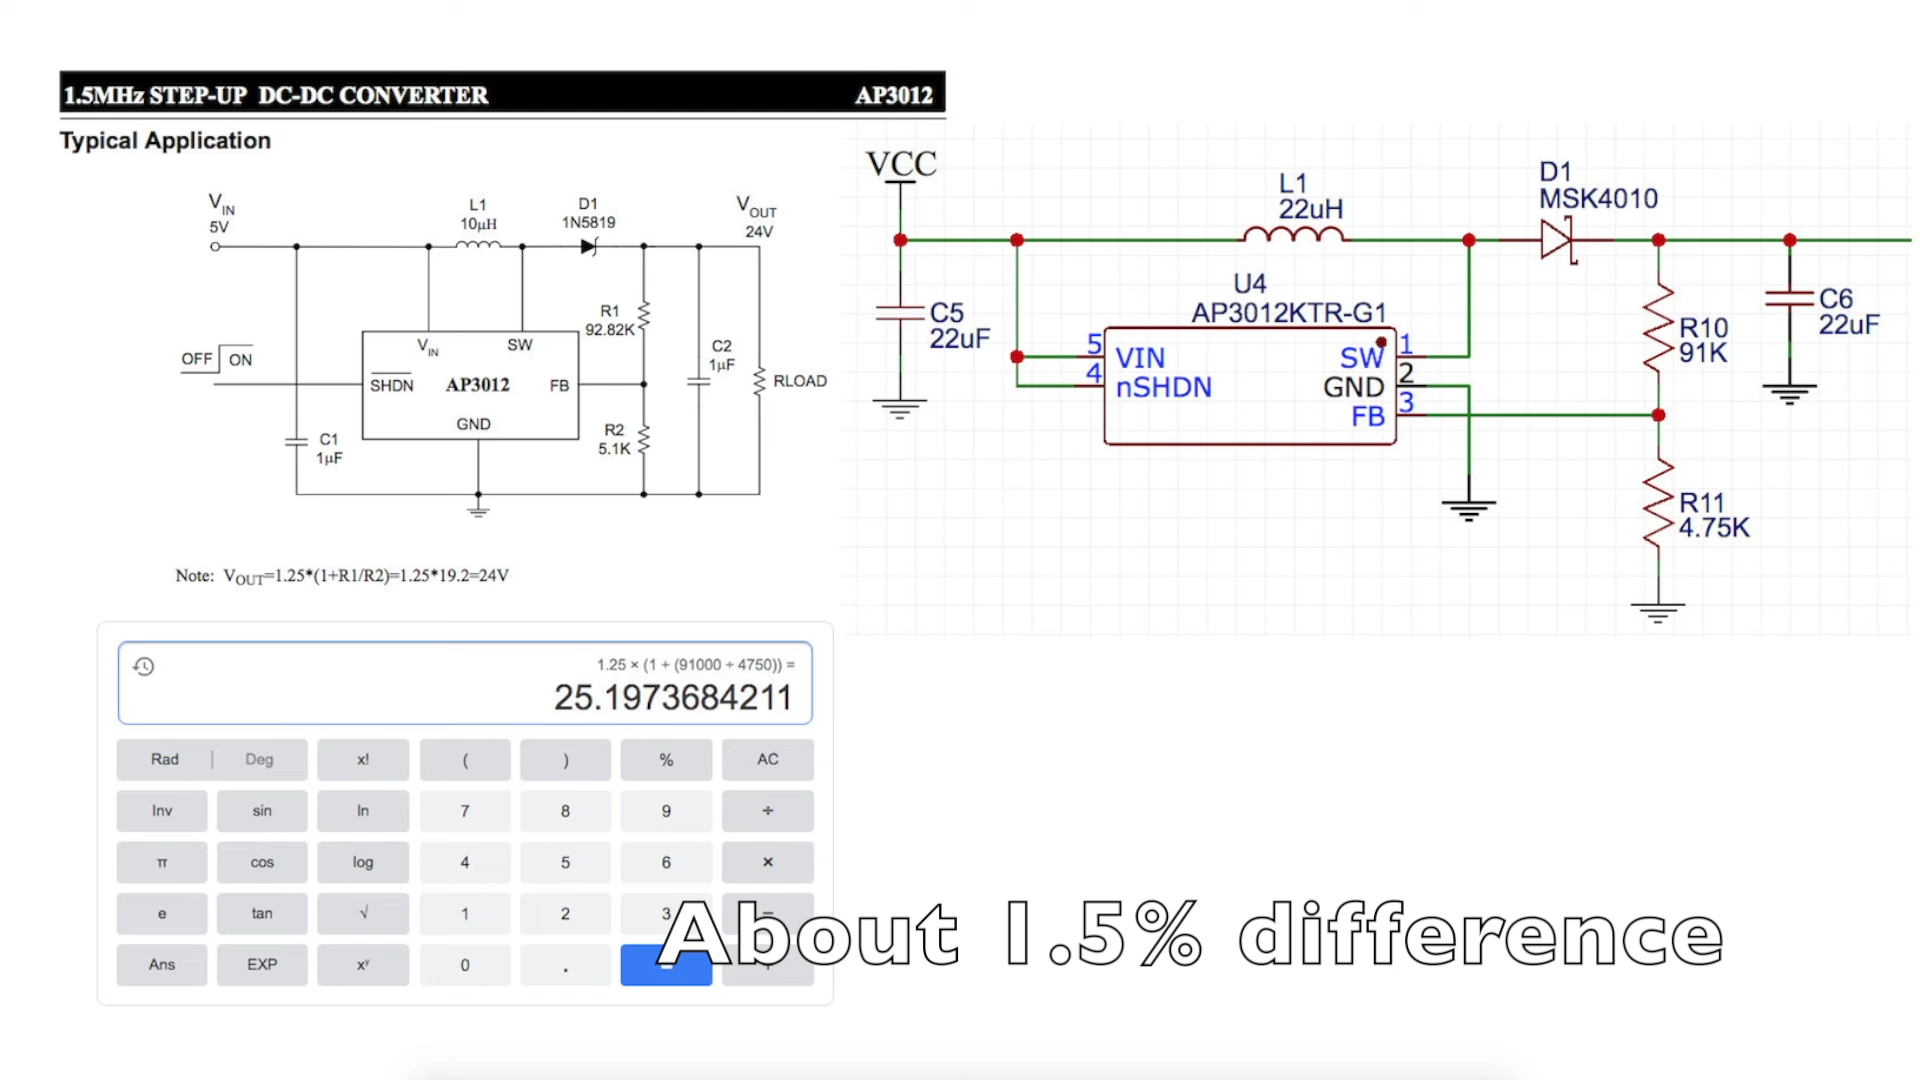 1.5MHz STEP-UP DC-DC CONVERTER AP3012
Typical Application
VIN
5V
L1
10μH
D1
1N5819
VOUT
24V
R1
92.82K
OFF ON
VIN SW
SHDN AP3012 FB
GND
C2
1μF
RLOAD
R2
5.1K
C1
1μF
Note: VOUT=1.25*(1+R1/R2)=1.25*19.2=24V
VCC
L1
22uH
D1
MSK4010
C5
22uF
U4
AP3012KTR-G1
5 VIN SW 1
4 nSHDN GND 2
FB 3
R10
91K
C6
22uF
R11
4.75K
1.25 × (1 + (91000 ÷ 4750)) =
25.1973684211
Rad | Deg x! ( ) % AC
Inv sin ln 7 8 9 ÷
π cos log 4 5 6 ×
e tan √ 1 2 3 −
Ans EXP xʸ 0 . =
About 1.5% difference